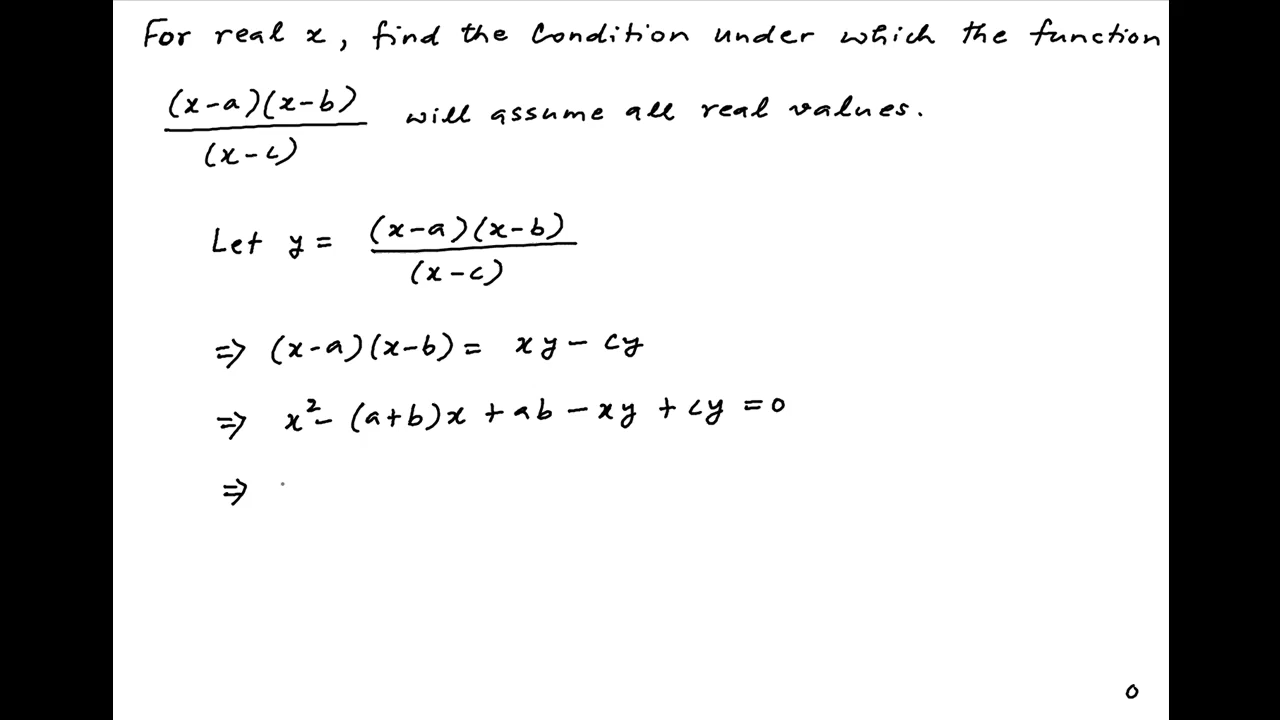 For real x, find the condition under which the function
(x-a)(x-b)
will assume all real values.
(x-c)
Let y = (x-a)(x-b)
(x-c)
⇒ (x-a)(x-b) = xy - cy
⇒ x² - (a+b)x + ab - xy + cy = 0
⇒
0